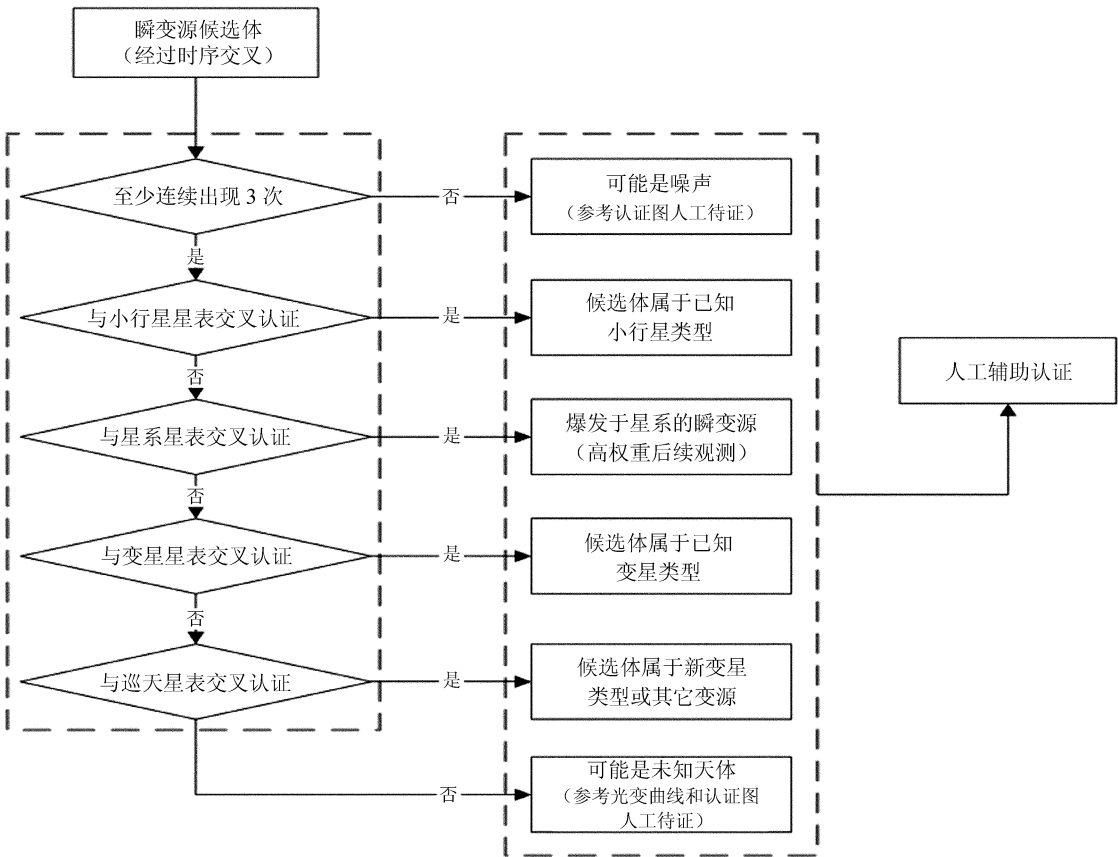 瞬变源候选体
（经过时序交叉）
至少连续出现 3 次
否
可能是噪声
（参考认证图人工待证）
是
与小行星星表交叉认证
是
候选体属于已知
小行星类型
人工辅助认证
否
与星系星表交叉认证
是
爆发于星系的瞬变源
（高权重后续观测）
否
与变星星表交叉认证
是
候选体属于已知
变星类型
否
与巡天星表交叉认证
是
候选体属于新变星
类型或其它变源
否
可能是未知天体
（参考光变曲线和认证图
人工待证）